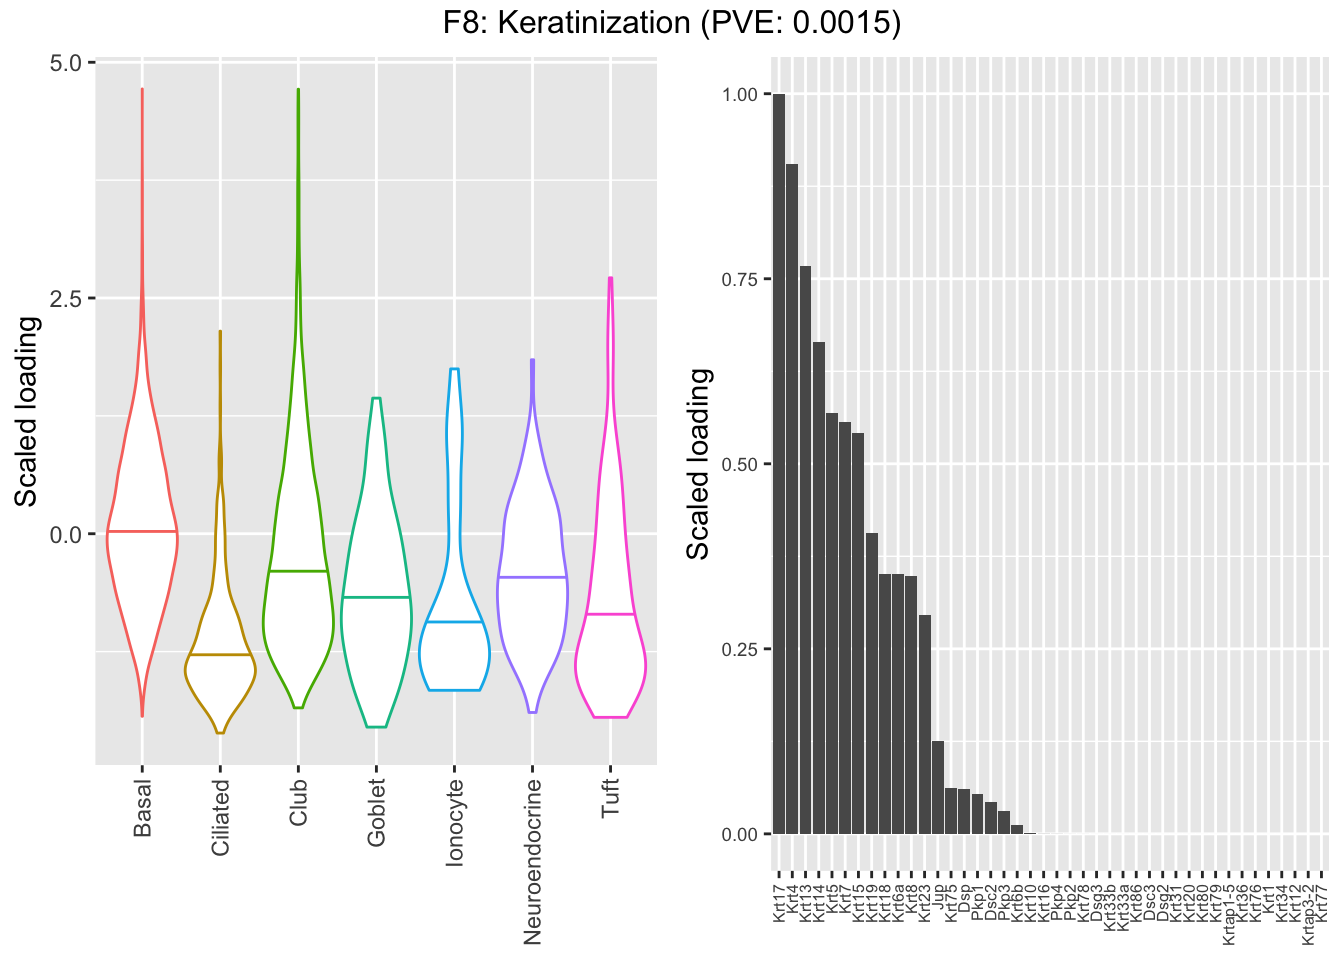 F8: Keratinization (PVE: 0.0015)
Scaled loading
5.0
2.5
0.0
Basal
Ciliated
Club
Goblet
Ionocyte
Neuroendocrine
Tuft
Scaled loading
1.00
0.75
0.50
0.25
0.00
Krt17
Krt4
Krt13
Krt14
Krt5
Krt7
Krt15
Krt19
Krt18
Krt6a
Krt8
Krt23
Jup
Krt75
Dsp
Pkp1
Dsc2
Pkp3
Krt6b
Krt10
Krt16
Pkp4
Pkp2
Krt78
Dsg3
Krt33b
Krt33a
Krt86
Dsc3
Dsg2
Krt31
Krt20
Krt80
Krt79
Krtap1-5
Krt36
Krt76
Krt1
Krt34
Krt12
Krtap3-2
Krt77